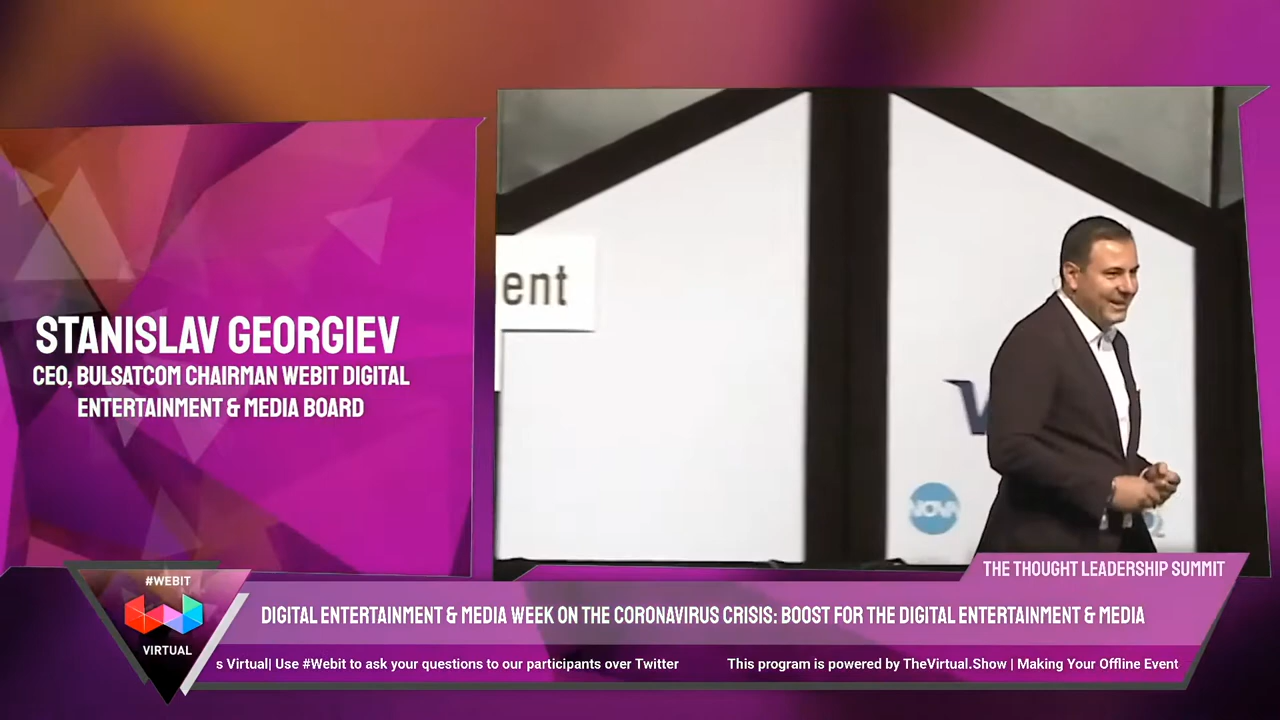 STANISLAV GEORGIEV
CEO, BULSATCOM CHAIRMAN WEBIT DIGITAL
ENTERTAINMENT & MEDIA BOARD
ent
NOVA
THE THOUGHT LEADERSHIP SUMMIT
#WEBIT
VIRTUAL
DIGITAL ENTERTAINMENT & MEDIA WEEK ON THE CORONAVIRUS CRISIS: BOOST FOR THE DIGITAL ENTERTAINMENT & MEDIA
s Virtual| Use #Webit to ask your questions to our participants over Twitter
This program is powered by TheVirtual.Show | Making Your Offline Event